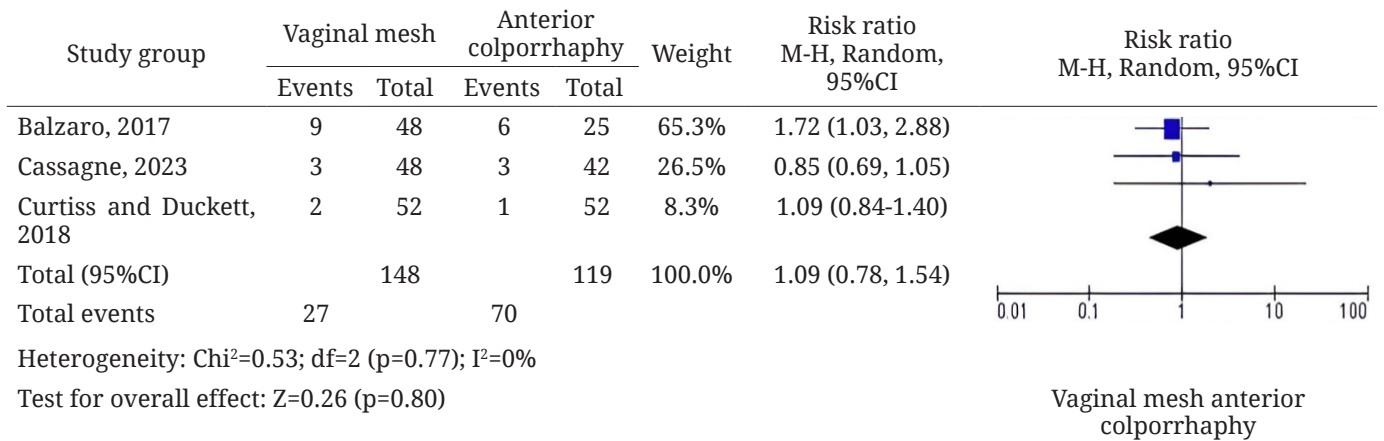 Study group Vaginal mesh Anterior colporrhaphy Weight Risk ratio M-H, Random, 95%CI Risk ratio M-H, Random, 95%CI
Events Total Events Total
Balzaro, 2017 9 48 6 25 65.3% 1.72 (1.03, 2.88)
Cassagne, 2023 3 48 3 42 26.5% 0.85 (0.69, 1.05)
Curtiss and Duckett, 2018 2 52 1 52 8.3% 1.09 (0.84-1.40)
Total (95%CI) 148 119 100.0% 1.09 (0.78, 1.54)
Total events 27 70
0.01 0.1 1 10 100
Heterogeneity: Chi²=0.53; df=2 (p=0.77); I²=0%
Test for overall effect: Z=0.26 (p=0.80)
Vaginal mesh anterior
colporrhaphy